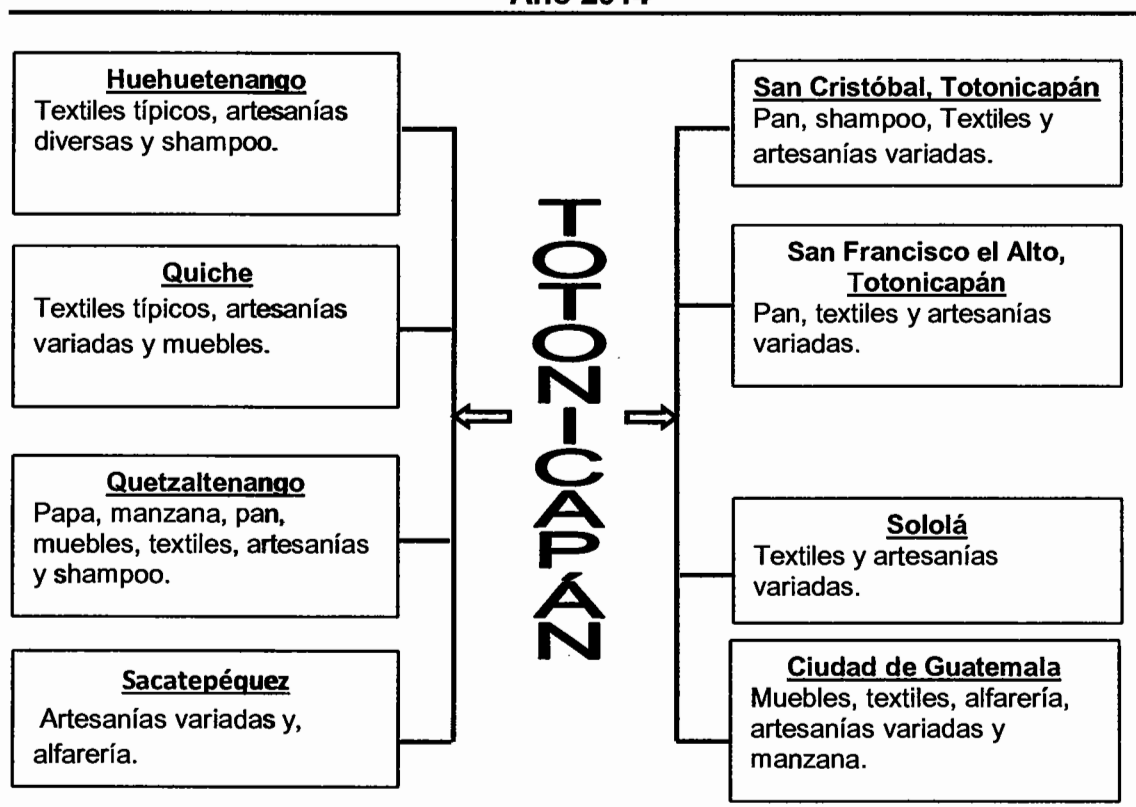 Huehuetenango
Textiles típicos, artesanías
diversas y shampoo.
Quiche
Textiles típicos, artesanías
variadas y muebles.
Quetzaltenango
Papa, manzana, pan,
muebles, textiles, artesanías
y shampoo.
Sacatepéquez
Artesanías variadas y,
alfarería.
TOTONICAPÁN
San Cristóbal, Totonicapán
Pan, shampoo, Textiles y
artesanías variadas.
San Francisco el Alto,
Totonicapán
Pan, textiles y artesanías
variadas.
Sololá
Textiles y artesanías
variadas.
Ciudad de Guatemala
Muebles, textiles, alfarería,
artesanías variadas y
manzana.